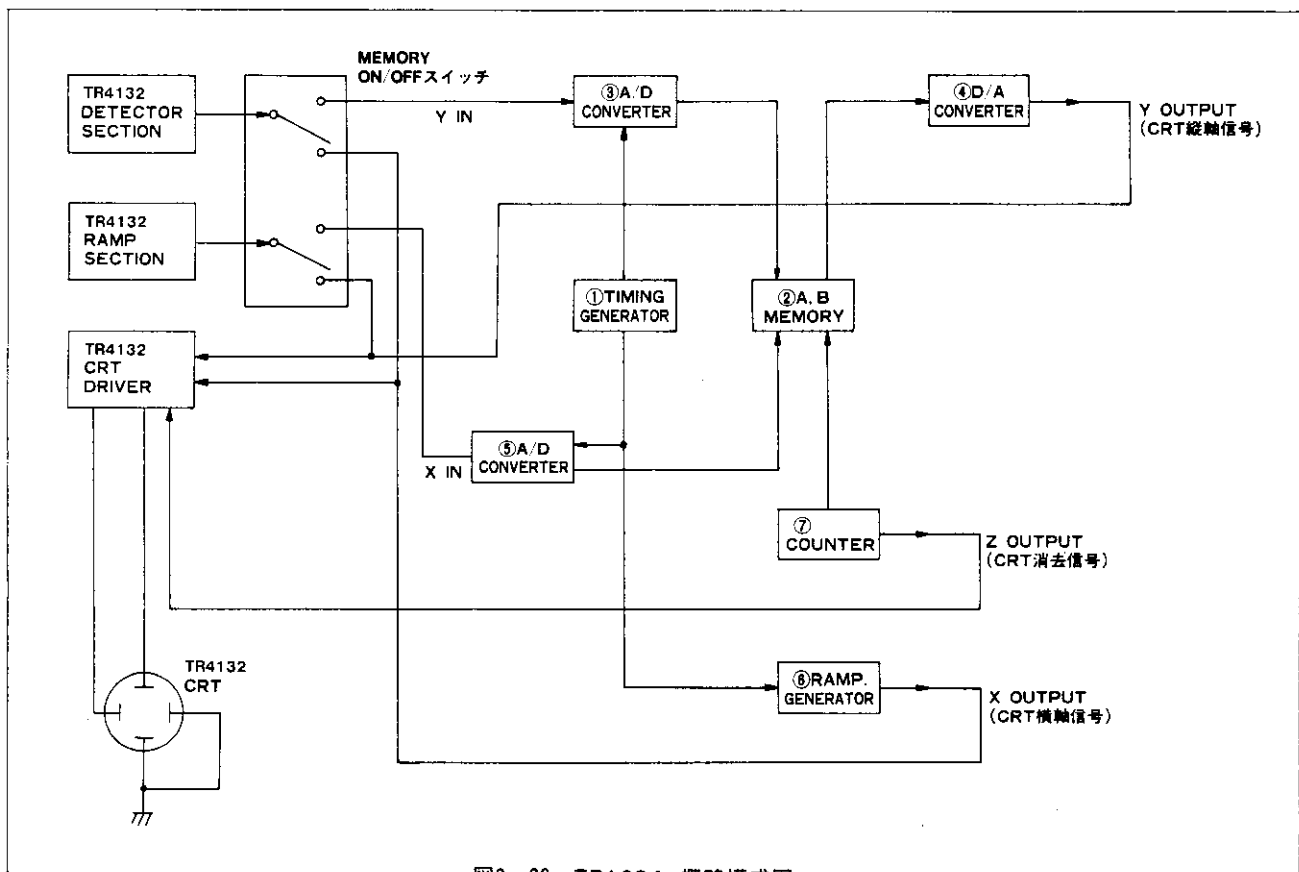 MEMORY
ON/OFFスイッチ
TR4132
DETECTOR
SECTION
Y IN
③A/D
CONVERTER
④D/A
CONVERTER
Y OUTPUT
(CRT縦軸信号)
TR4132
RAMP
SECTION
①TIMING
GENERATOR
②A, B
MEMORY
TR4132
CRT
DRIVER
X IN
⑤A/D
CONVERTER
⑦
COUNTER
Z OUTPUT
(CRT消去信号)
TR4132
CRT
⑥RAMP.
GENERATOR
X OUTPUT
(CRT横軸信号)